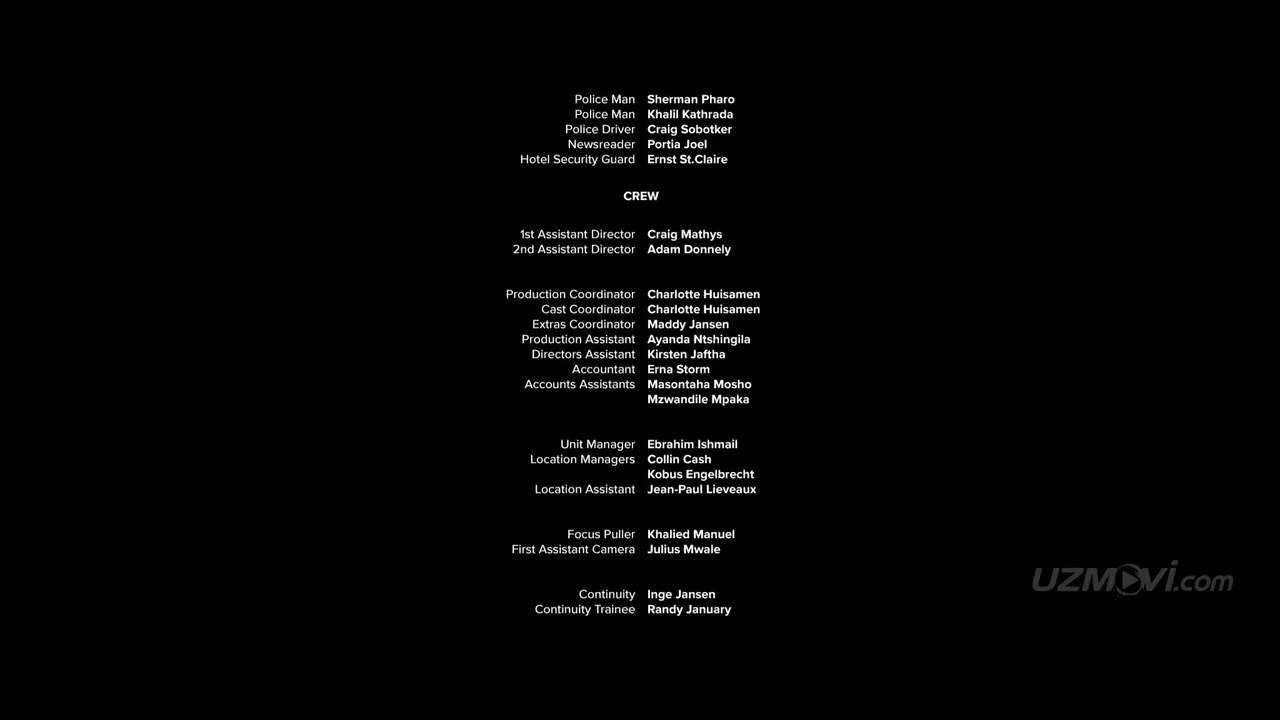 Police Man Sherman Pharo
Police Man Khalil Kathrada
Police Driver Craig Sobotker
Newsreader Portia Joel
Hotel Security Guard Ernst St.Claire
CREW
1st Assistant Director Craig Mathys
2nd Assistant Director Adam Donnely
Production Coordinator Charlotte Huisamen
Cast Coordinator Charlotte Huisamen
Extras Coordinator Maddy Jansen
Production Assistant Ayanda Ntshingila
Directors Assistant Kirsten Jaftha
Accountant Erna Storm
Accounts Assistants Masontaha Mosho
Mzwandile Mpaka
Unit Manager Ebrahim Ishmail
Location Managers Collin Cash
Kobus Engelbrecht
Location Assistant Jean-Paul Lieveaux
Focus Puller Khalied Manuel
First Assistant Camera Julius Mwale
UZMOVi.com
Continuity Inge Jansen
Continuity Trainee Randy January